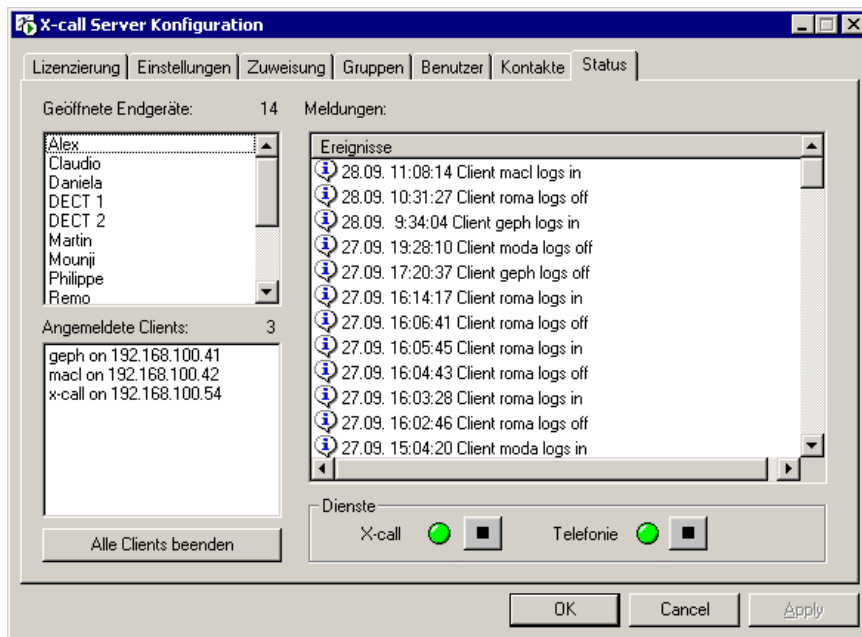 X-call Server Konfiguration
Lizenzierung Einstellungen Zuweisung Gruppen Benutzer Kontakte Status
Geöffnete Endgeräte: 14
Alex
Claudio
Daniela
DECT 1
DECT 2
Martin
Mounji
Philippe
Remo
Angemeldete Clients: 3
geph on 192.168.100.41
macl on 192.168.100.42
x-call on 192.168.100.54
Alle Clients beenden
Meldungen:
Ereignisse
28.09. 11:08:14 Client macl logs in
28.09. 10:31:27 Client roma logs off
28.09. 9:34:04 Client geph logs in
27.09. 19:28:10 Client moda logs off
27.09. 17:20:37 Client geph logs off
27.09. 16:14:17 Client roma logs in
27.09. 16:06:41 Client roma logs off
27.09. 16:05:45 Client roma logs in
27.09. 16:04:43 Client roma logs off
27.09. 16:03:28 Client roma logs in
27.09. 16:02:46 Client roma logs off
27.09. 15:04:20 Client moda logs in
Dienste
X-call Telefonie
OK Cancel Apply